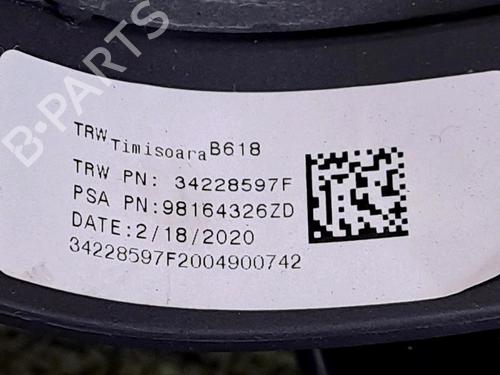 B-PARTS
TRW Timisoara B618
TRW PN: 34228597F
PSA PN:98164326ZD
DATE:2/18/2020
34228597F2004900742